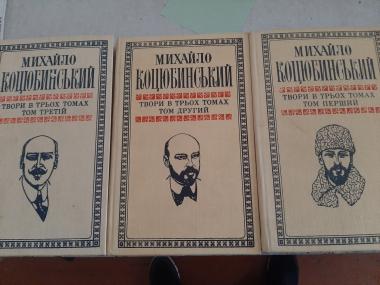 МИХАЙЛО
КОЦЮБИНСЬКИЙ
ТВОРИ В ТРЬОХ ТОМАХ
ТОМ ТРЕТІЙ
МИХАЙЛО
КОЦЮБИНСЬКИЙ
ТВОРИ В ТРЬОХ ТОМАХ
ТОМ ДРУГИЙ
МИХАЙЛО
КОЦЮБИНСЬКИЙ
ТВОРИ В ТРЬОХ ТОМАХ
ТОМ ПЕРШИЙ